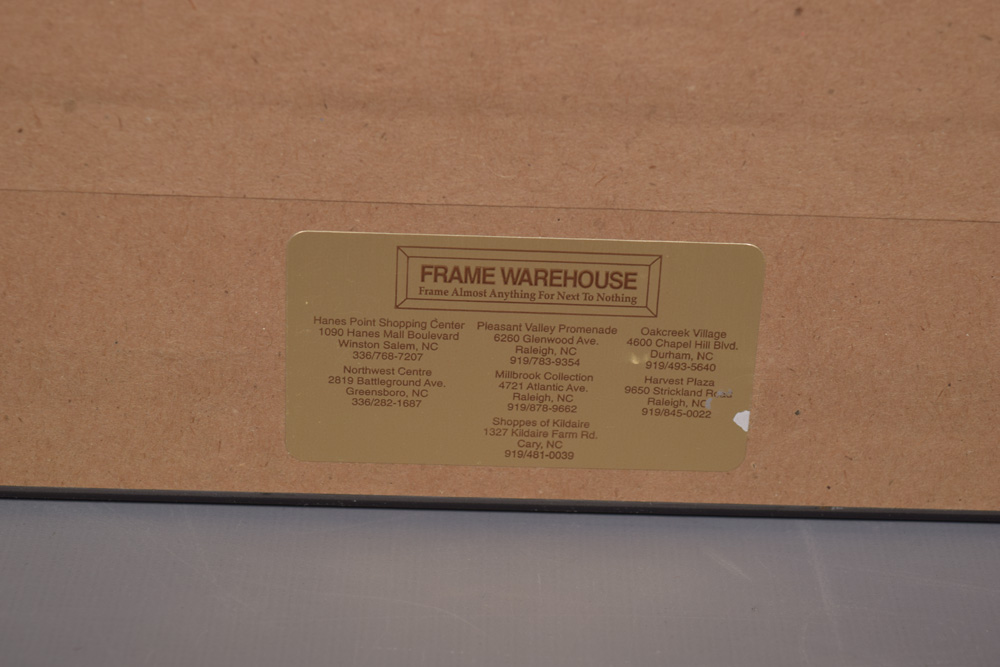 FRAME WAREHOUSE
Frame Almost Anything For Next To Nothing
Hanes Point Shopping Center
1090 Hanes Mall Boulevard
Winston Salem, NC
336/768-7207
Northwest Centre
2819 Battleground Ave.
Greensboro, NC
336/282-1687
Pleasant Valley Promenade
6260 Glenwood Ave.
Raleigh, NC
919/783-9354
Millbrook Collection
4721 Atlantic Ave.
Raleigh, NC
919/878-9662
Shoppes of Kildaire
1327 Kildaire Farm Rd.
Cary, NC
919/481-0039
Oakcreek Village
4600 Chapel Hill Blvd.
Durham, NC
919/493-5640
Harvest Plaza
9650 Strickland Road
Raleigh, NC
919/845-0022